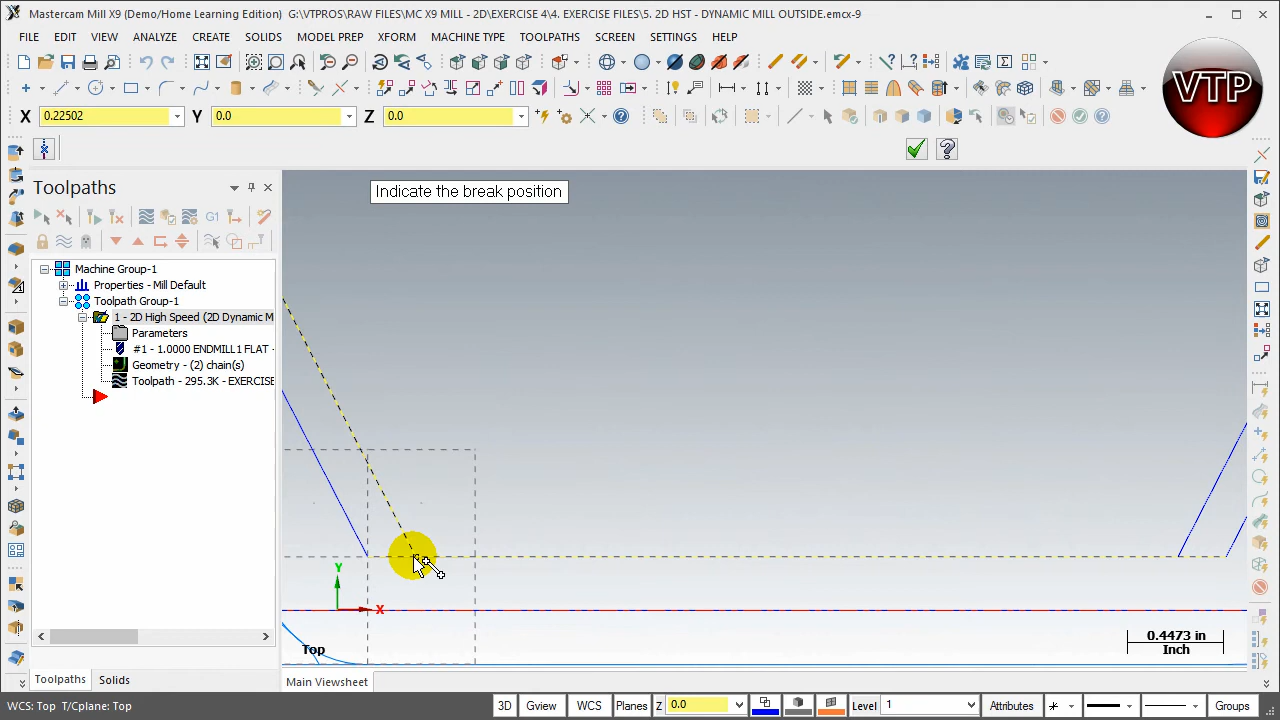 Mastercam Mill X9 (Demo/Home Learning Edition) G:\VTPROS\RAW FILES\MC X9 MILL - 2D\EXERCISE 4\4. EXERCISE FILES\5. 2D HST - DYNAMIC MILL OUTSIDE.emcx-9
FILE EDIT VIEW ANALYZE CREATE SOLIDS MODEL PREP XFORM MACHINE TYPE TOOLPATHS SCREEN SETTINGS HELP
VTP
X 0.22502 Y 0.0 Z 0.0
Toolpaths
Indicate the break position
G1
Machine Group-1
Properties - Mill Default
Toolpath Group-1
1 - 2D High Speed (2D Dynamic M
Parameters
#1 - 1.0000 ENDMILL1 FLAT -
Geometry - (2) chain(s)
Toolpath - 295.3K - EXERCISE
Y
X
Top
0.4473 in
Inch
Toolpaths Solids
Main Viewsheet
WCS: Top T/Cplane: Top
3D Gview WCS Planes Z 0.0 Level 1 Attributes Groups